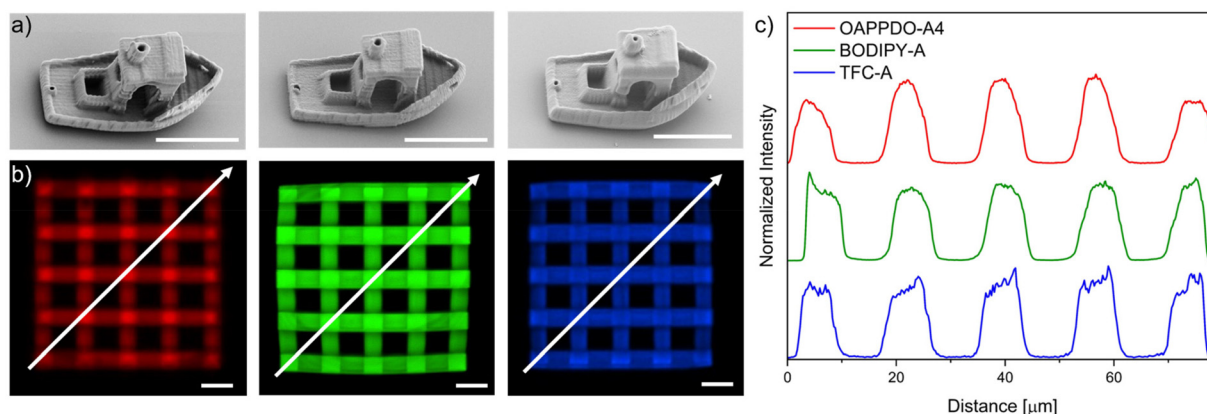 a)
b)
c)
OAPPDO-A4
BODIPY-A
TFC-A
Normalized Intensity
0 20 40 60
Distance [µm]